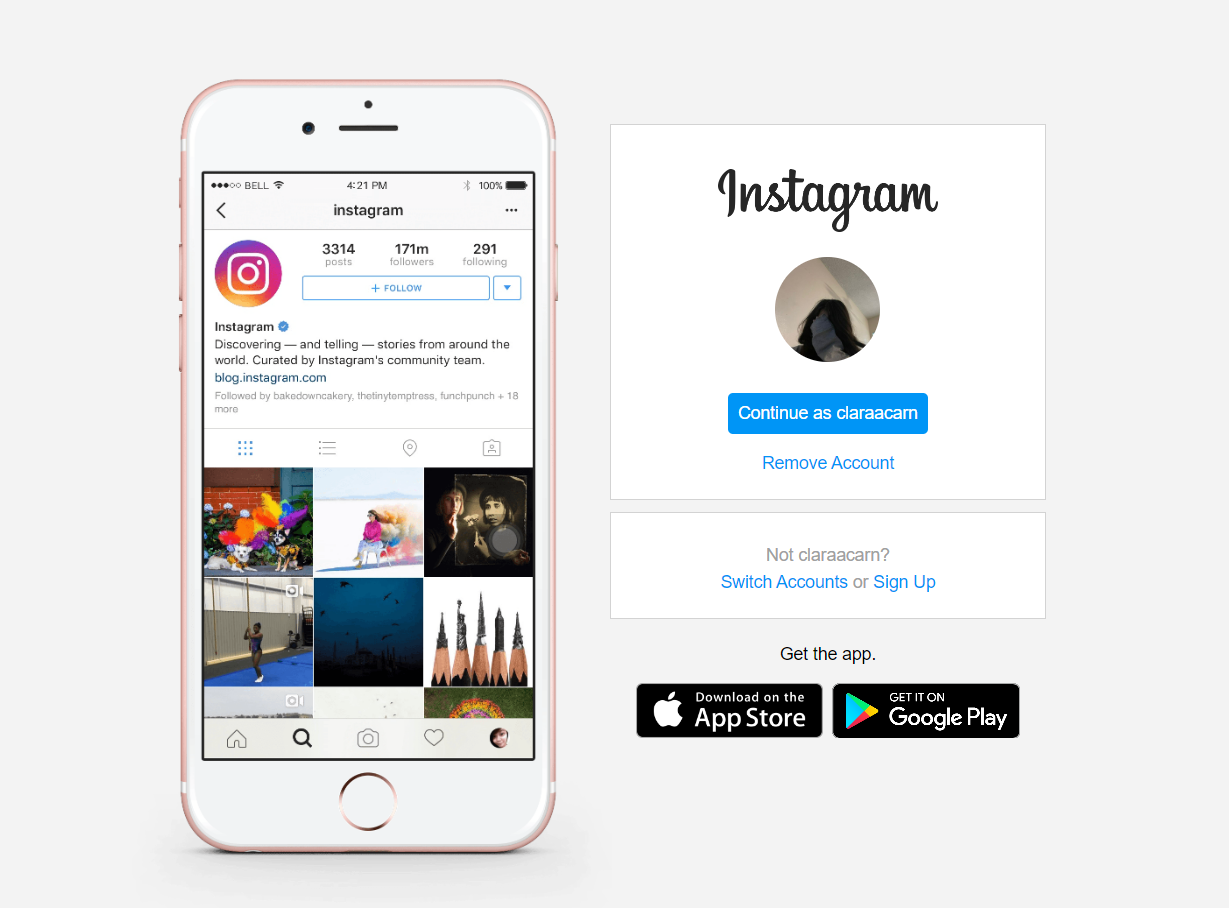 ●●●○○ BELL 4:21 PM 100%
instagram
3314 171m 291
posts followers following
+ FOLLOW
Instagram
Discovering — and telling — stories from around the
world. Curated by Instagram's community team.
blog.instagram.com
Followed by bakedowncakery, thetinytemptress, funchpunch + 18
more
Instagram
Continue as claraacarn
Remove Account
Not claraacarn?
Switch Accounts or Sign Up
Get the app.
Download on the
App Store
GET IT ON
Google Play